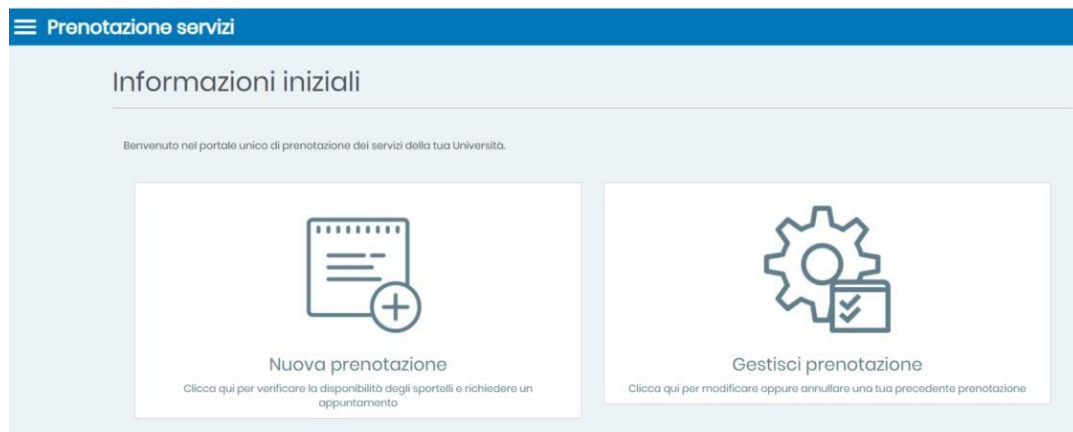 Prenotazione servizi
Informazioni iniziali
Benvenuto nel portale unico di prenotazione dei servizi della tua Università.
Nuova prenotazione
Clicca qui per verificare la disponibilità degli sportelli e richiedere un
appuntamento
Gestisci prenotazione
Clicca qui per modificare oppure annullare una tua precedente prenotazione